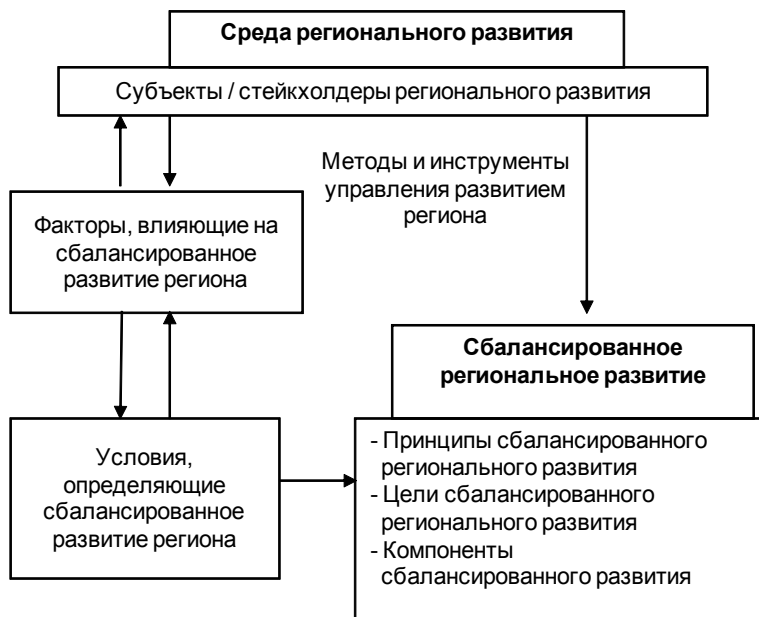 Среда регионального развития
Субъекты / стейкхолдеры регионального развития
Методы и инструменты
управления развитием
региона
Факторы, влияющие на
сбалансированное
развитие региона
Сбалансированное
региональное развитие
Условия,
определяющие
сбалансированное
развитие региона
- Принципы сбалансированного
регионального развития
- Цели сбалансированного
регионального развития
- Компоненты
сбалансированного развития